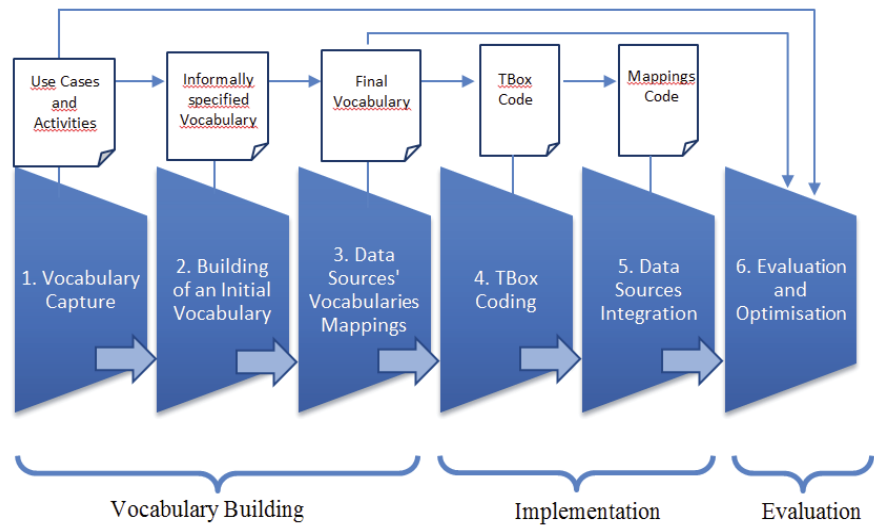 Use Cases
and
Activities
Informally
specified
Vocabulary
Final
Vocabulary
TBox
Code
Mappings
Code
1. Vocabulary
Capture
2. Building
of an Initial
Vocabulary
3. Data
Sources'
Vocabularies
Mappings
4. TBox
Coding
5. Data
Sources
Integration
6. Evaluation
and
Optimisation
Vocabulary Building
Implementation
Evaluation